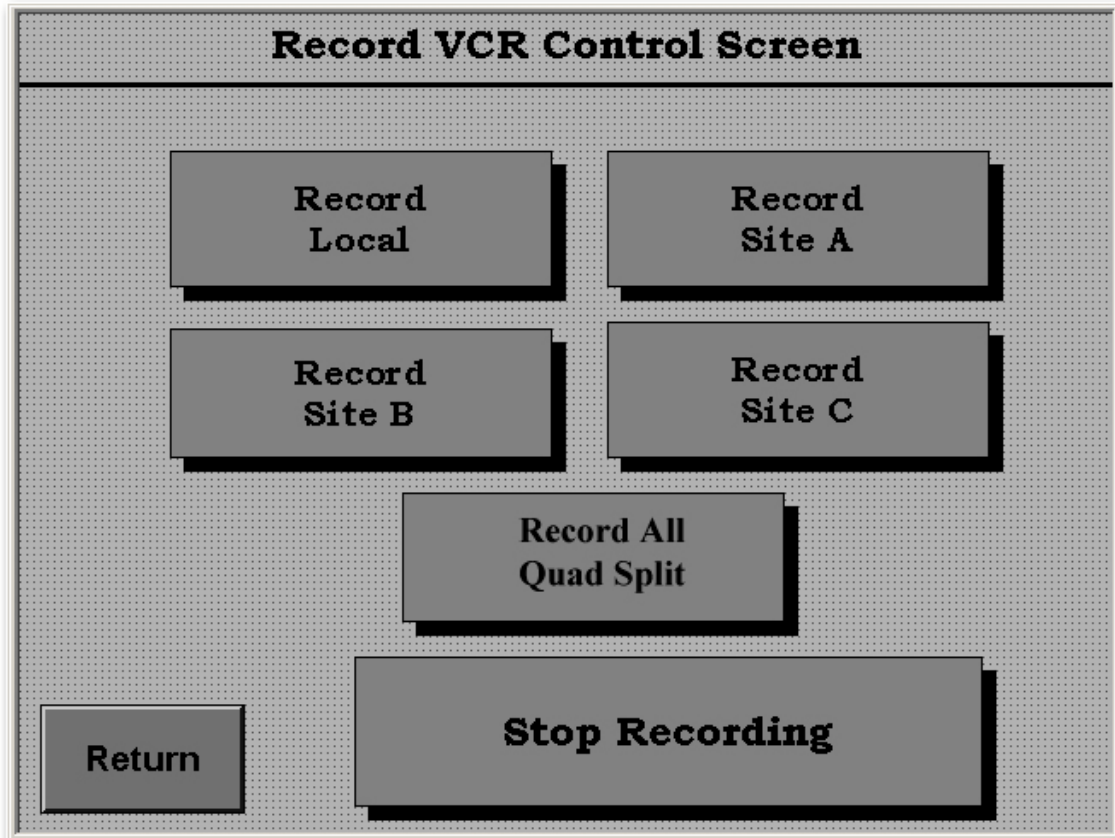 Record VCR Control Screen
Record
Local
Record
Site A
Record
Site B
Record
Site C
Record All
Quad Split
Stop Recording
Return